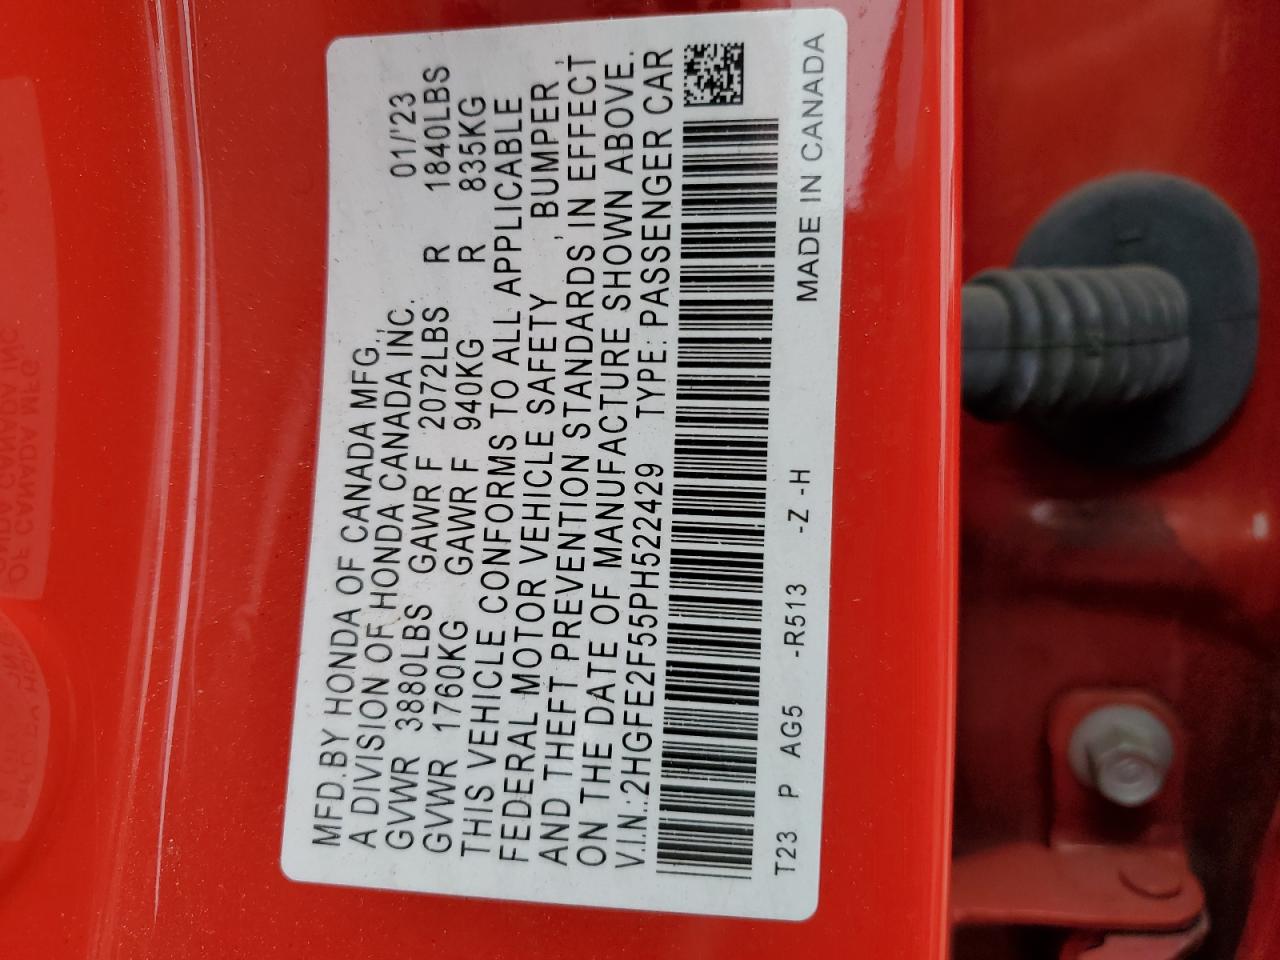 MFD.BY HONDA OF CANADA MFG.,
A DIVISION OF HONDA CANADA INC. 01/'23
GVWR 3880LBS GAWR F 2072LBS R 1840LBS
GVWR 1760KG GAWR F 940KG R 835KG
THIS VEHICLE CONFORMS TO ALL APPLICABLE
FEDERAL MOTOR VEHICLE SAFETY , BUMPER ,
AND THEFT PREVENTION STANDARDS IN EFFECT
ON THE DATE OF MANUFACTURE SHOWN ABOVE.
V.I.N.:2HGFE2F55PH522429 TYPE:PASSENGER CAR
T23 P AG5 -R513 -Z -H MADE IN CANADA
OF CANADA MFG